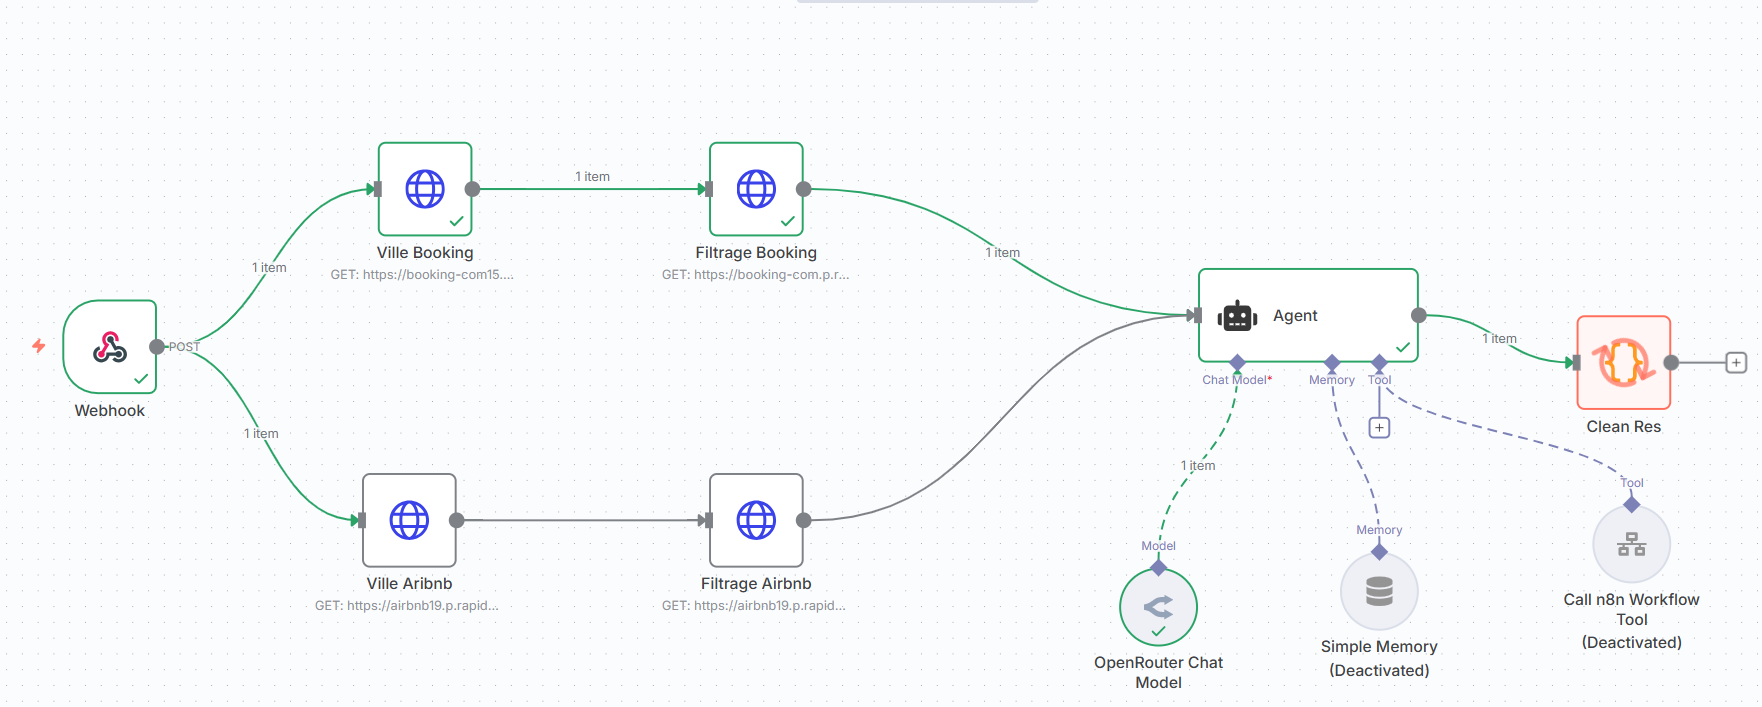 1 item
Ville Booking
GET: https://booking-com15....
Filtrage Booking
GET: https://booking-com.p.r...
1 item
1 item
POST
Webhook
1 item
Ville Aribnb
GET: https://airbnb19.p.rapid...
Filtrage Airbnb
GET: https://airbnb19.p.rapid...
Agent
Chat Model*
Memory
Tool
1 item
Clean Res
1 item
Model
OpenRouter Chat
Model
Memory
Simple Memory
(Deactivated)
Tool
Call n8n Workflow
Tool
(Deactivated)